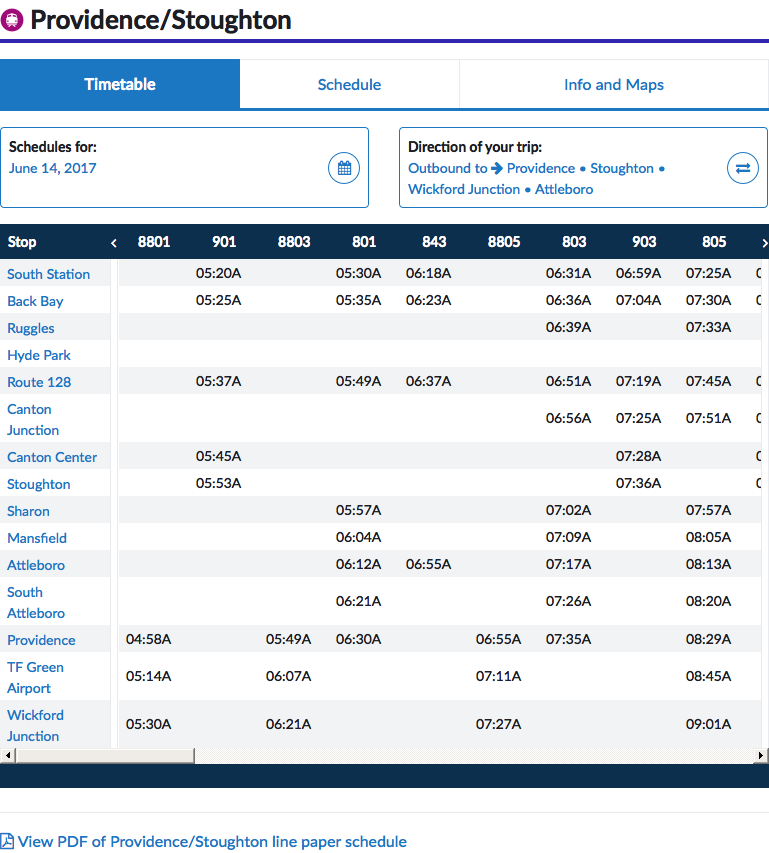 Providence/Stoughton
Timetable Schedule Info and Maps
Schedules for:
June 14, 2017
Direction of your trip:
Outbound to → Providence • Stoughton •
Wickford Junction • Attleboro
Stop 8801 901 8803 801 843 8805 803 903 805
South Station 05:20A 05:30A 06:18A 06:31A 06:59A 07:25A
Back Bay 05:25A 05:35A 06:23A 06:36A 07:04A 07:30A
Ruggles 06:39A 07:33A
Hyde Park
Route 128 05:37A 05:49A 06:37A 06:51A 07:19A 07:45A
Canton
Junction 06:56A 07:25A 07:51A
Canton Center 05:45A 07:28A
Stoughton 05:53A 07:36A
Sharon 05:57A 07:02A 07:57A
Mansfield 06:04A 07:09A 08:05A
Attleboro 06:12A 06:55A 07:17A 08:13A
South
Attleboro 06:21A 07:26A 08:20A
Providence 04:58A 05:49A 06:30A 06:55A 07:35A 08:29A
TF Green
Airport 05:14A 06:07A 07:11A 08:45A
Wickford
Junction 05:30A 06:21A 07:27A 09:01A
View PDF of Providence/Stoughton line paper schedule